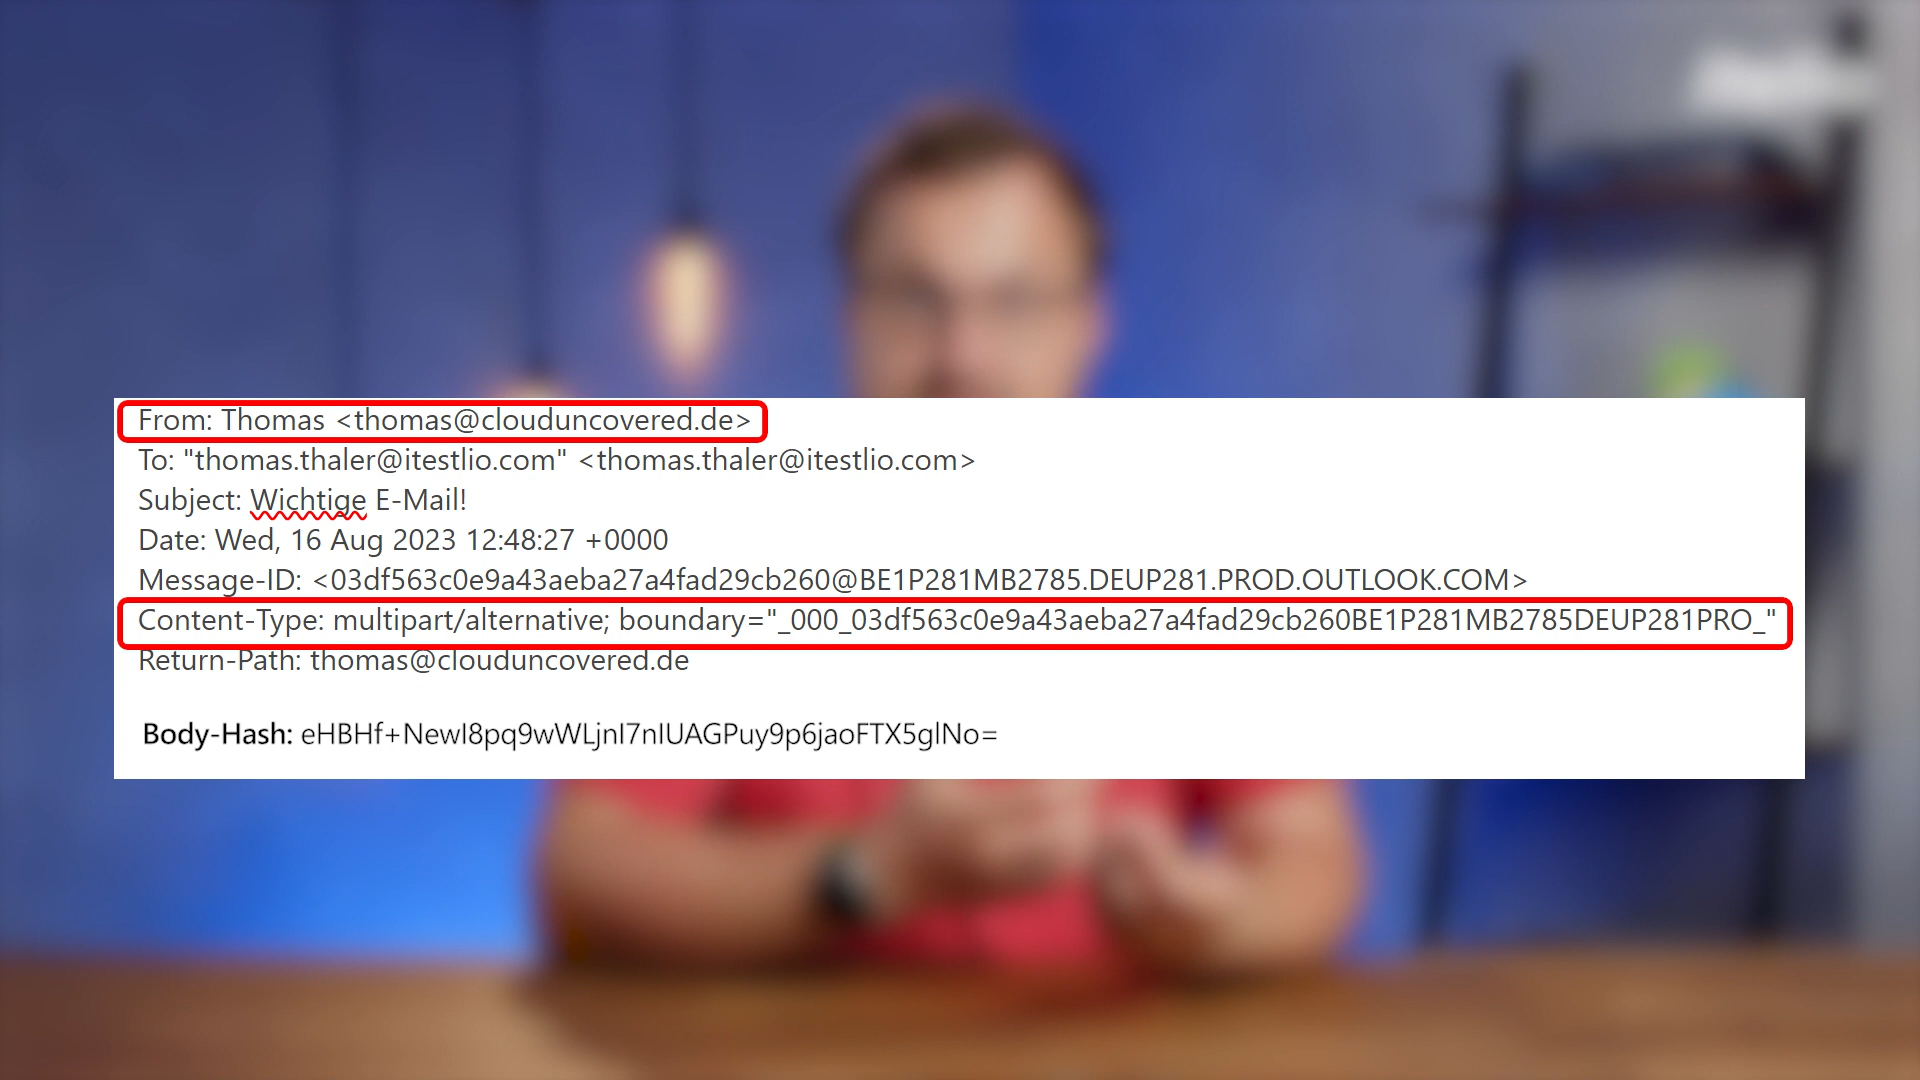 From: Thomas <thomas@clouduncovered.de>
To: "thomas.thaler@itestlio.com" <thomas.thaler@itestlio.com>
Subject: Wichtige E-Mail!
Date: Wed, 16 Aug 2023 12:48:27 +0000
Message-ID: <03df563c0e9a43aeba27a4fad29cb260@BE1P281MB2785.DEUP281.PROD.OUTLOOK.COM>
Content-Type: multipart/alternative; boundary="_000_03df563c0e9a43aeba27a4fad29cb260BE1P281MB2785DEUP281PRO_"
Return-Path: thomas@clouduncovered.de
Body-Hash: eHBHf+NewI8pq9wWLjnI7nIUAGPuy9p6jaoFTX5glNo=